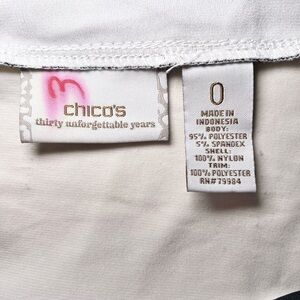 3
chico's
thirty unforgettable years
0
MADE IN
INDONESIA
BODY:
95% POLYESTER
5% SPANDEX
SHELL:
100% NYLON
TRIM:
100% POLYESTER
RN# 79984